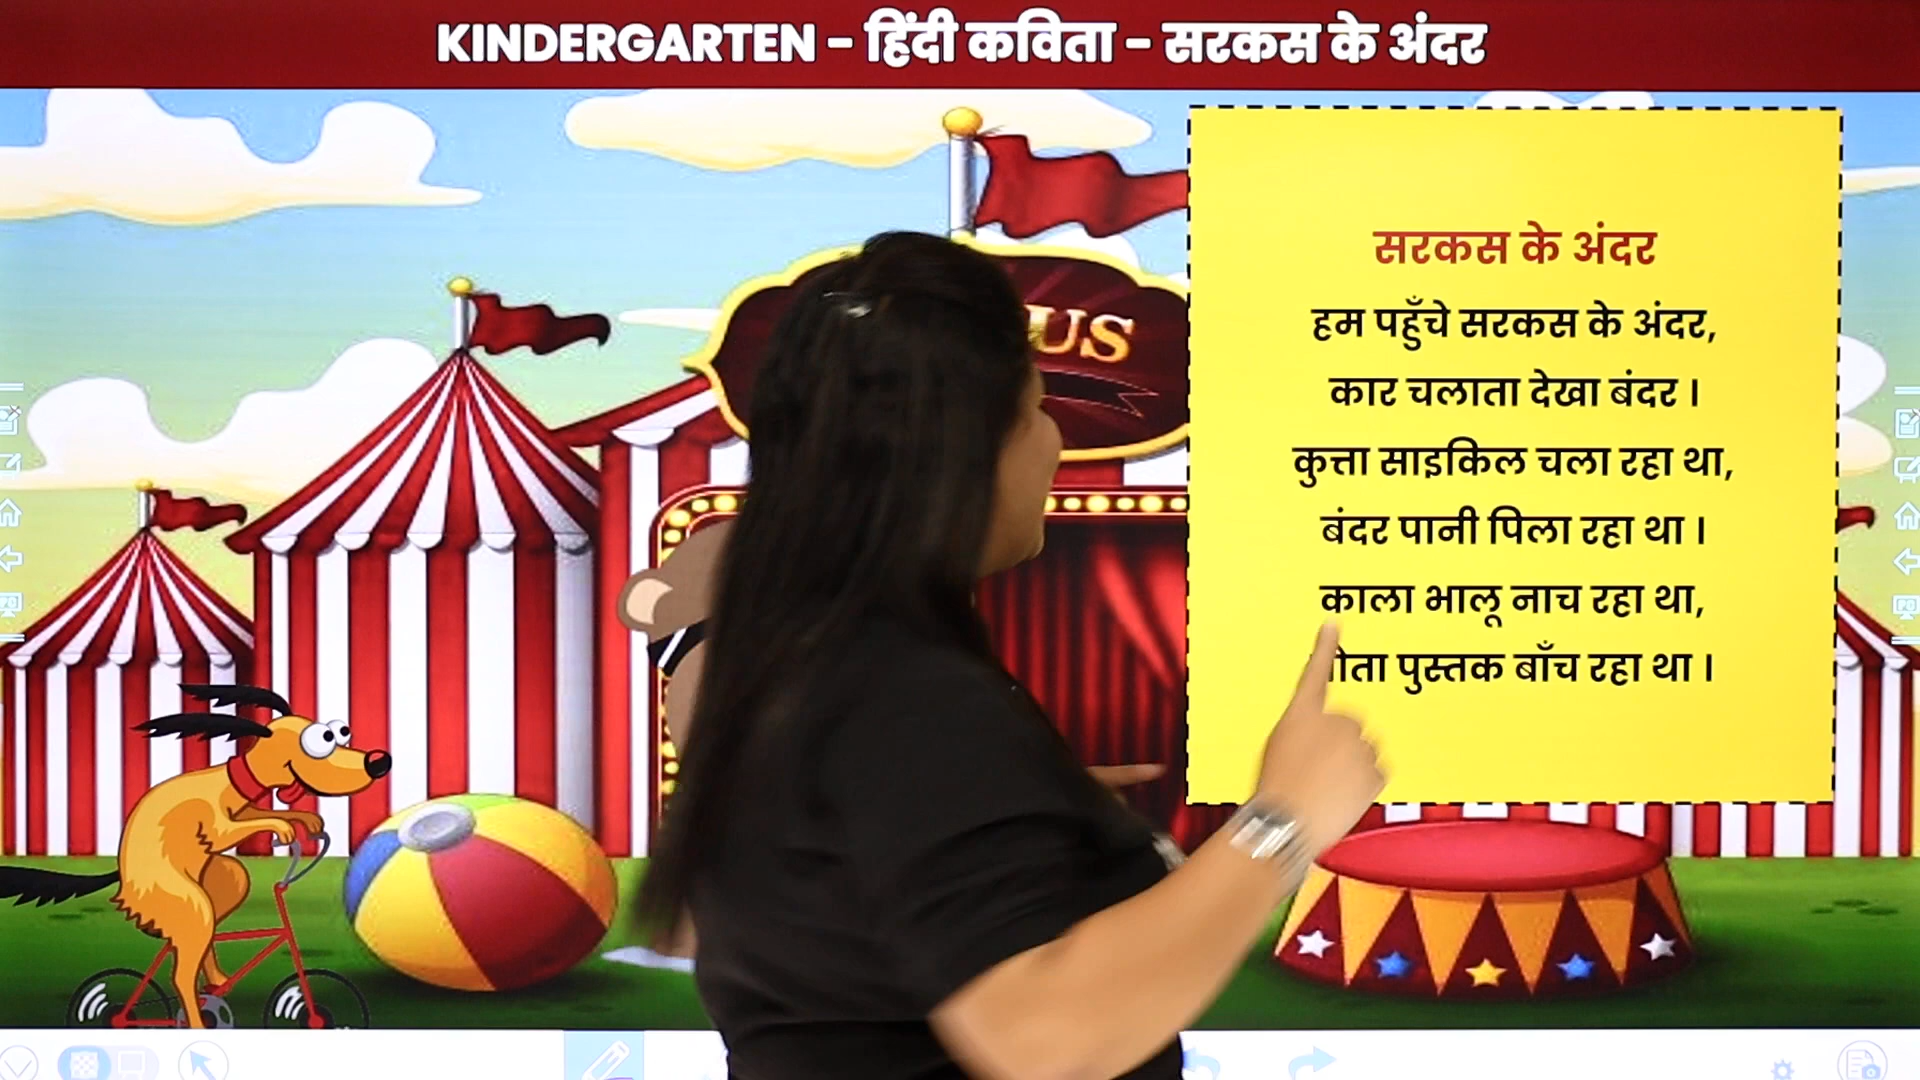 KINDERGARTEN - हिंदी कविता - सरकस के अंदर
US
सरकस के अंदर
हम पहुँचे सरकस के अंदर,
कार चलाता देखा बंदर ।
कुत्ता साइकिल चला रहा था,
बंदर पानी पिला रहा था ।
काला भालू नाच रहा था,
पुस्तक बाँच रहा था ।